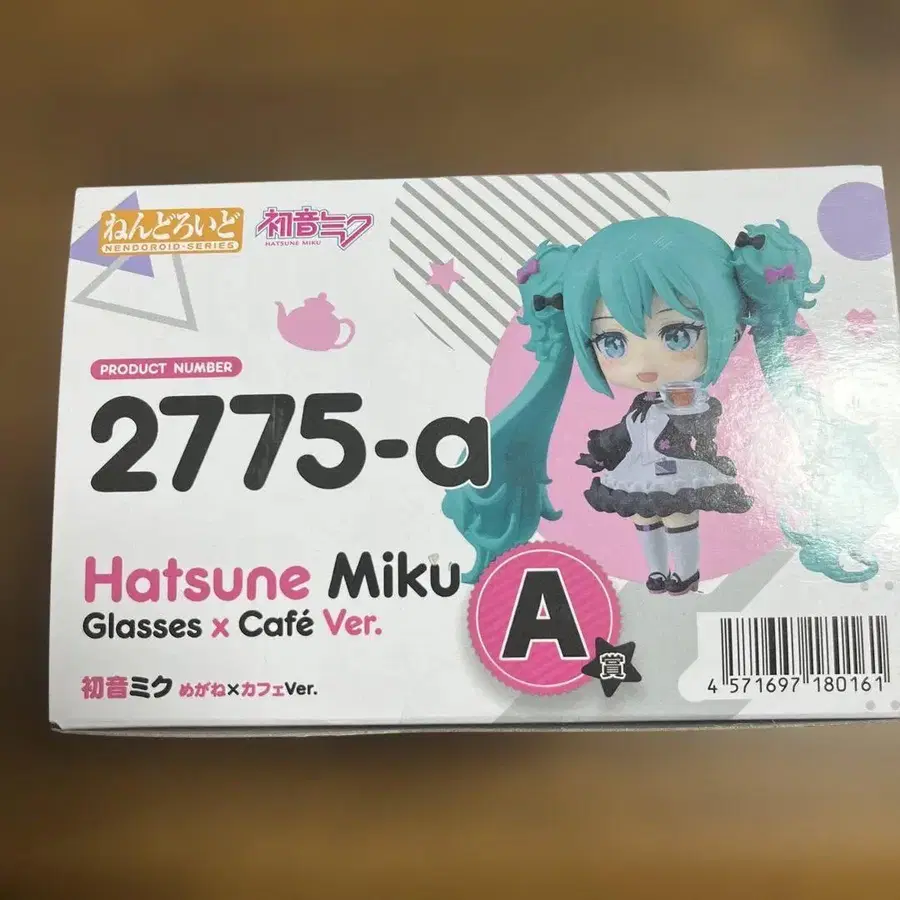 ねんどろいど
NENDOROID-SERIES
初音ミク
HATSUNE MIKU
PRODUCT NUMBER
2775-a
Hatsune Miku
Glasses x Café Ver.
初音ミク めがね×カフェVer.
A
賞
4 571697 180161